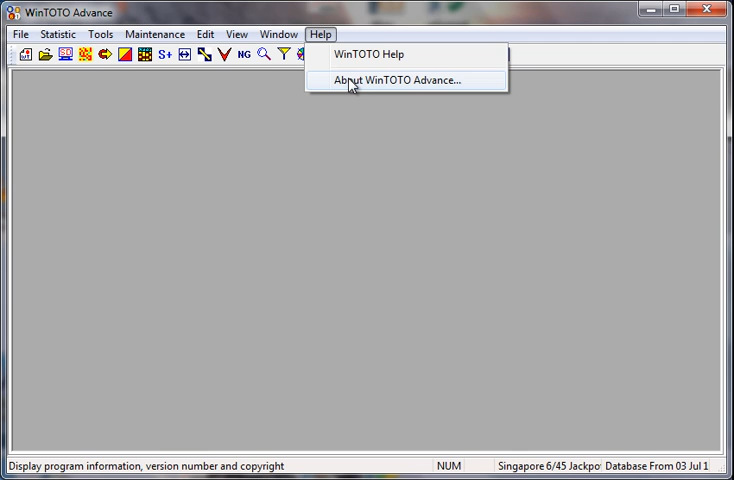 WinTOTO Advance
File Statistic Tools Maintenance Edit View Window Help
SD S+ NG
WinTOTO Help
About WinTOTO Advance...
Display program information, version number and copyright NUM Singapore 6/45 Jackpo Database From 03 Jul 1